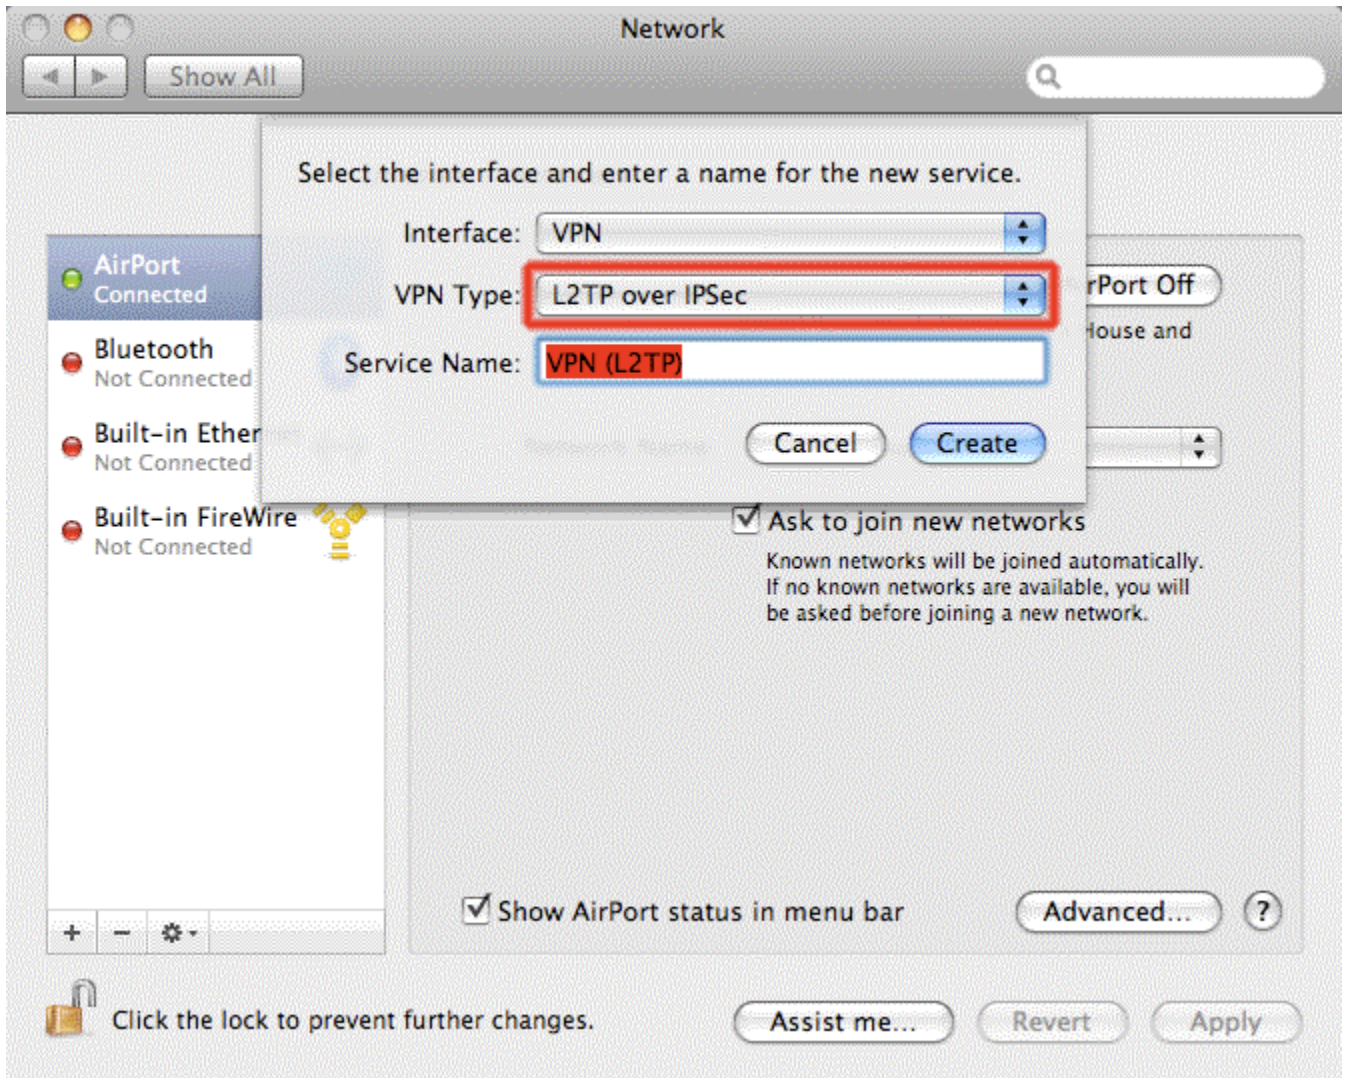 Network
Show All
Select the interface and enter a name for the new service.
Interface: VPN
VPN Type: L2TP over IPSec
Service Name: VPN (L2TP)
Cancel Create
AirPort
Connected
Bluetooth
Not Connected
Built-in Ether
Not Connected
Built-in FireWire
Not Connected
rPort Off
House and
Ask to join new networks
Known networks will be joined automatically.
If no known networks are available, you will
be asked before joining a new network.
Show AirPort status in menu bar
Advanced... ?
+ −
Click the lock to prevent further changes.
Assist me... Revert Apply